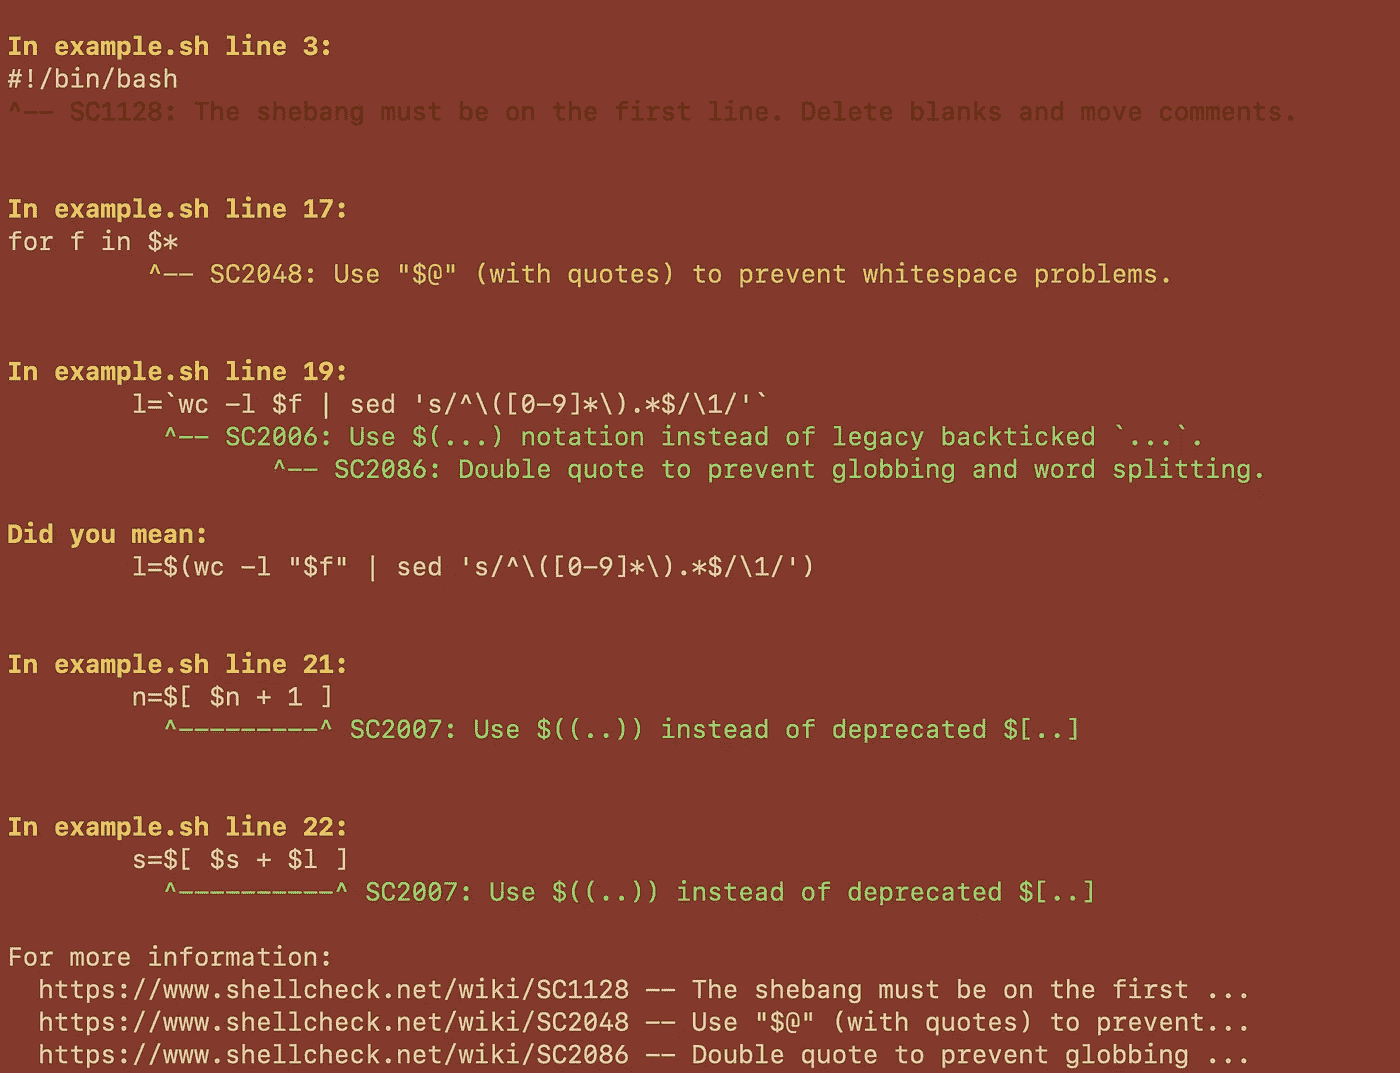 In example.sh line 3:
#!/bin/bash
^-- SC1128: The shebang must be on the first line. Delete blanks and move comments.
In example.sh line 17:
for f in $*
^-- SC2048: Use "$@" (with quotes) to prevent whitespace problems.
In example.sh line 19:
l=`wc -l $f | sed 's/^\([0-9]*\).*$/\1/'`
^-- SC2006: Use $(...) notation instead of legacy backticked `...`.
^-- SC2086: Double quote to prevent globbing and word splitting.
Did you mean:
l=$(wc -l "$f" | sed 's/^\([0-9]*\).*$/\1/')
In example.sh line 21:
n=$[ $n + 1 ]
^---------^ SC2007: Use $((..)) instead of deprecated $[..]
In example.sh line 22:
s=$[ $s + $l ]
^----------^ SC2007: Use $((..)) instead of deprecated $[..]
For more information:
https://www.shellcheck.net/wiki/SC1128 -- The shebang must be on the first ...
https://www.shellcheck.net/wiki/SC2048 -- Use "$@" (with quotes) to prevent...
https://www.shellcheck.net/wiki/SC2086 -- Double quote to prevent globbing ...